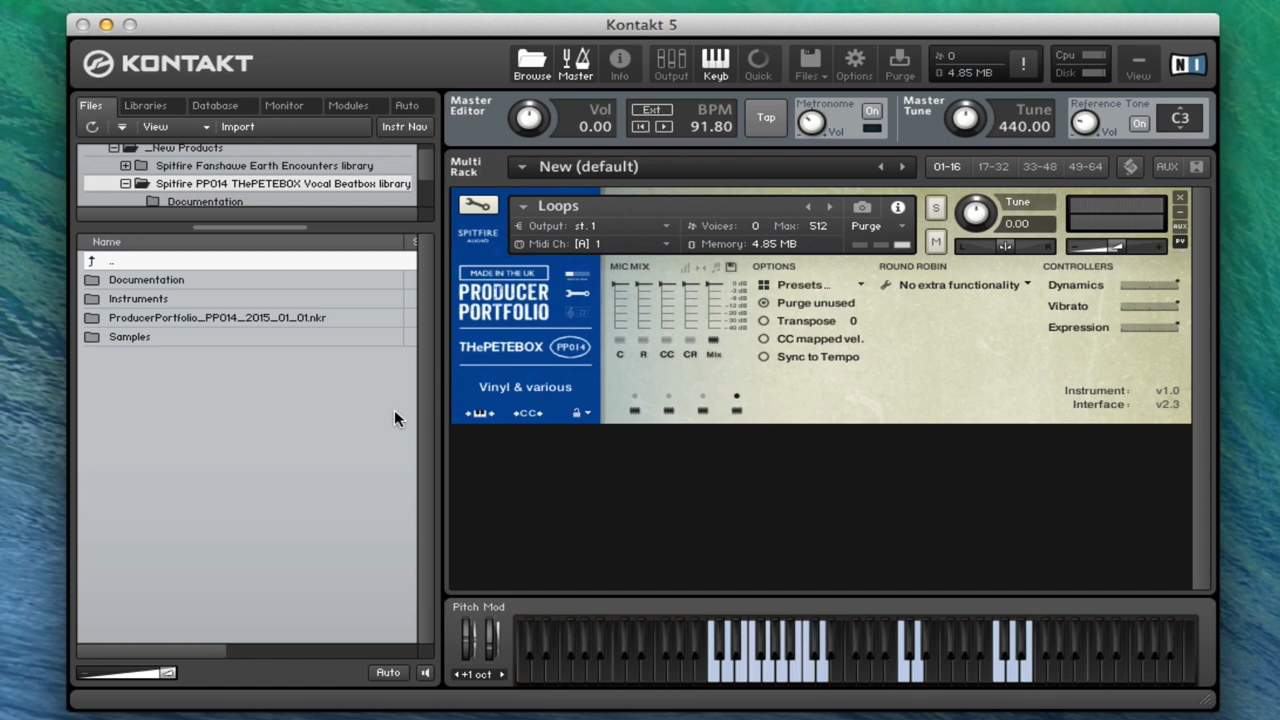 Kontakt 5
KONTAKT
Browse
Master
Info
Output
Keyb
Quick
Files
Options
Purge
0
4.85 MB
!
Cpu
Disk
View
NI
Files
Libraries
Database
Monitor
Modules
Auto
View
Import
Instr Nav
_New Products
Spitfire Fanshawe Earth Encounters library
Spitfire PP014 THePETEBOX Vocal Beatbox library
Documentation
Name
..
Documentation
Instruments
ProducerPortfolio_PP014_2015_01_01.nkr
Samples
Auto
Master Editor
Vol
0.00
Ext
BPM
91.80
Tap
Metronome
On
Vol
Master Tune
Tune
440.00
Reference Tone
Vol
On
C3
Multi Rack
New (default)
01-16
17-32
33-48
49-64
AUX
SPITFIRE
AUDIO
Loops
Output: st. 1
Voices: 0
Max: 512
Purge
Midi Ch: [A] 1
Memory: 4.85 MB
S
M
Tune
0.00
L
R
AUX
PV
MADE IN THE UK
PRODUCER
PORTFOLIO
THePETEBOX
PP014
Vinyl & various
CC
MIC MIX
0 dB
C
R
CC
CR
Mix
OPTIONS
Presets...
Purge unused
Transpose 0
CC mapped vel.
Sync to Tempo
ROUND ROBIN
No extra functionality
CONTROLLERS
Dynamics
Vibrato
Expression
Instrument: v1.0
Interface: v2.3
Pitch Mod
+1 oct